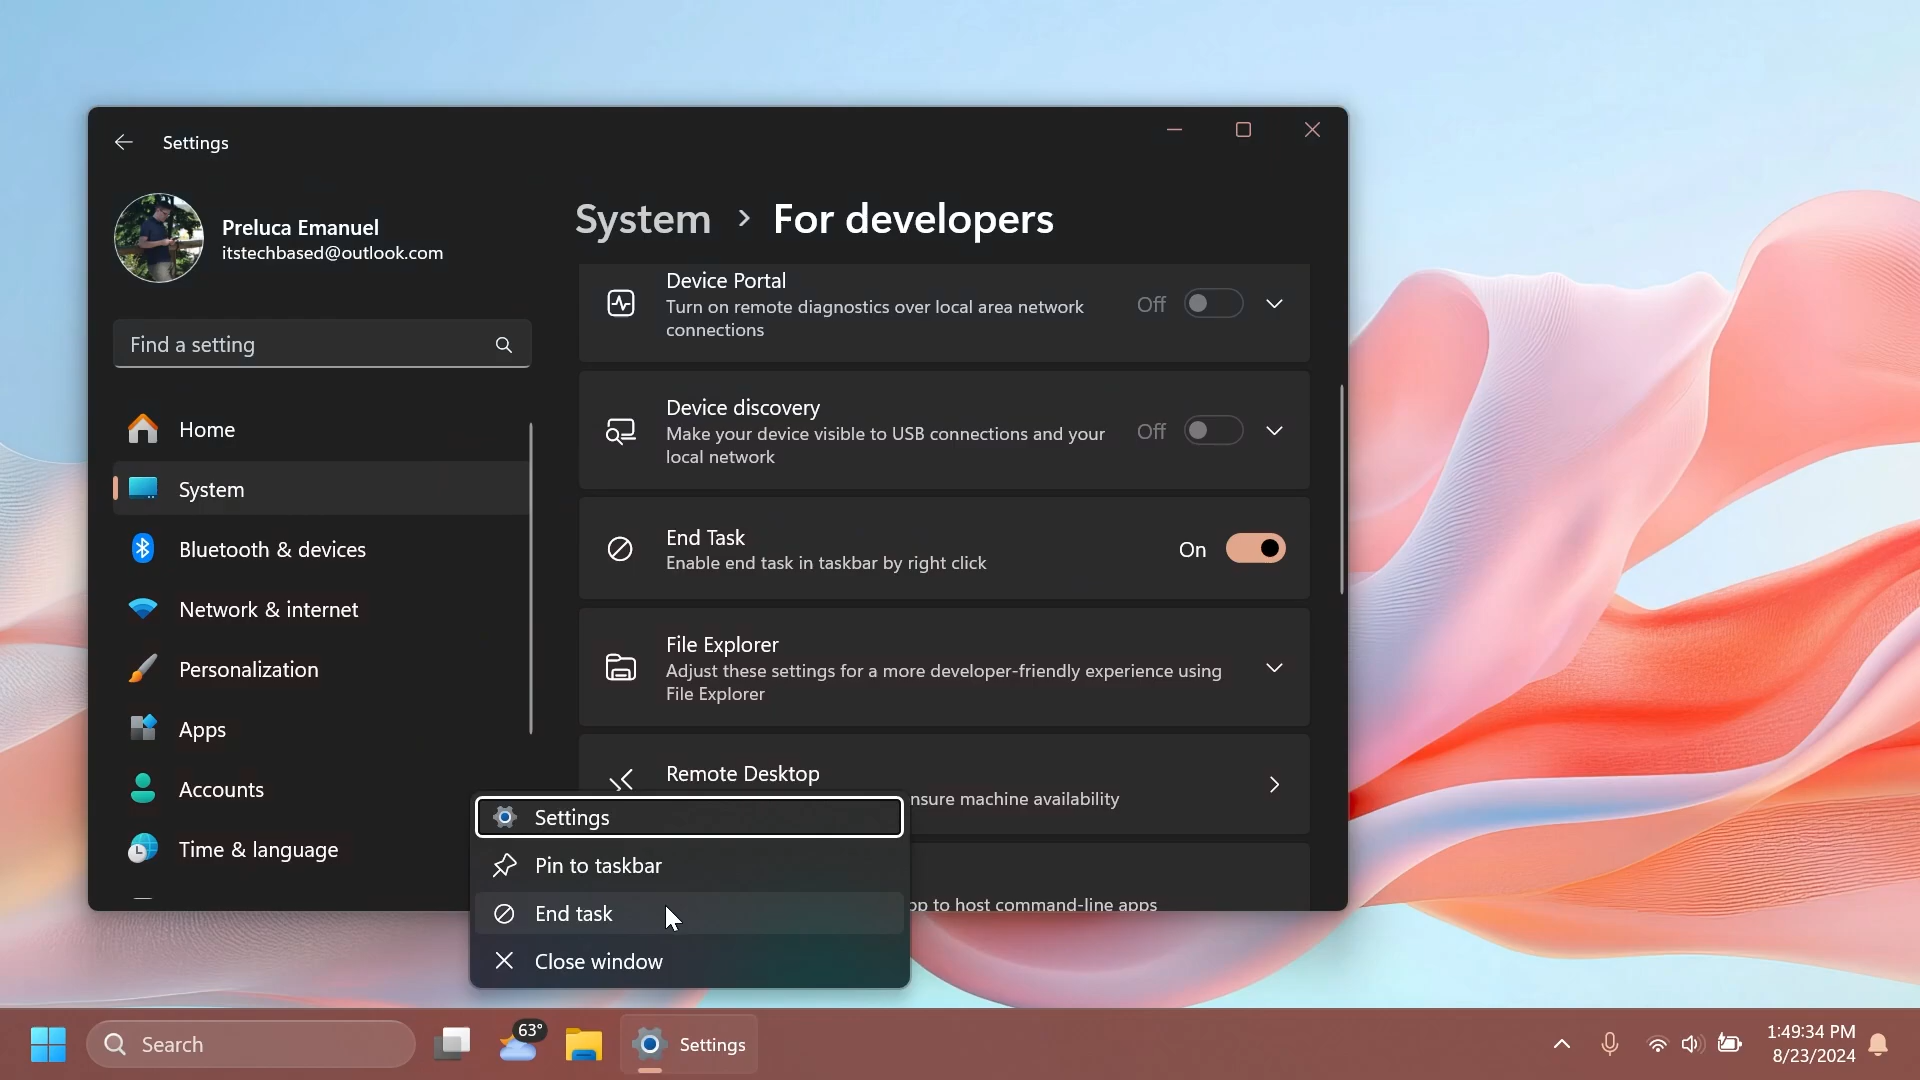 Settings
Preluca Emanuel
itstechbased@outlook.com
Find a setting
Home
System
Bluetooth & devices
Network & internet
Personalization
Apps
Accounts
Time & language
System > For developers
Device Portal
Turn on remote diagnostics over local area network
connections
Off
Device discovery
Make your device visible to USB connections and your
local network
Off
End Task
Enable end task in taskbar by right click
On
File Explorer
Adjust these settings for a more developer-friendly experience using
File Explorer
Remote Desktop
machine availability
to host command-line apps
Settings
Pin to taskbar
End task
Close window
Search
63°
Settings
1:49:34 PM
8/23/2024